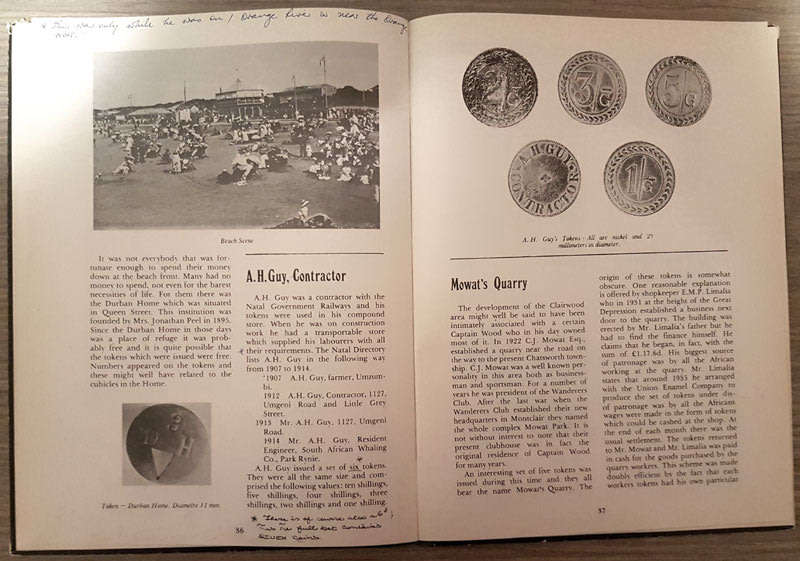 * This was only while he was on / Orange River is near the Orange
River.
Beach Scene
It was not everybody that was for-
tunate enough to spend their money
down at the beach front. Many had no
money to spend, not even for the barest
necessities of life. For them there was
the Durban Home which was situated
in Queen Street. This institution was
founded by Mrs. Jonathan Peel in 1895.
Since the Durban Home in those days
was a place of refuge it was prob-
ably free and is quite possible that
the tokens which were issued were free.
Numbers appeared on the tokens and
these might well have related to the
cubicles in the Home.
D H
Token — Durban Home. Diametre 31 mm.
A.H. Guy, Contractor
A.H. Guy was a contractor with the
Natal Government Railways and his
tokens were used in his compound
store. When he was on construction
work he had a transportable store
which supplied his labourers with all
their requirements. The Natal Directory
lists A.H. Guy in the following way
from 1907 to 1914.
"1907 A.H. Guy, farmer, Umzum-
bi.
1912 A.H. Guy, Contractor, 1127,
Umgeni Road and Little Grey
Street.
1913 Mr. A.H. Guy, 1127, Umgeni
Road.
1914 Mr. A.H. Guy, Resident
Engineer, South African Whaling
Co., Park Rynie.
*
A.H. Guy issued a set of six tokens.
They were all the same size and com-
prised the following values: ten shillings,
five shillings, four shillings, three
shillings, two shillings and one shilling.
36
* There is of course also a 6d;
the full set contains
SEVEN coins.
2/- G
3/- G
5/- G
A.H. GUY
CONTRACTOR
1/- G
A.H. Guy's Tokens – All are nickel and 25
millimeters in diameter.
Mowat's Quarry
The development of the Clairwood
area might well be said to have been
intimately associated with a certain
Captain Wood who in his day owned
most of it. In 1922 C.J. Mowat Esq.,
established a quarry near the road on
the way to the present Chatsworth town-
ship. C.J. Mowat was a well known per-
sonality in this area both as business-
man and sportsman. For a number of
years he was president of the Wanderers
Club. After the last war when the
Wanderers Club established their new
headquarters in Montclair they named
the whole complex Mowat Park. It is
not without interest to note that their
present clubhouse was in fact the
original residence of Captain Wood
for many years.
An interesting set of five tokens was
issued during this time and they all
bear the name Mowat's Quarry. The
origin of these tokens is somewhat
obscure. One reasonable explanation
is offered by shopkeeper E.M.P. Limalia
who in 1931 at the height of the Great
Depression established a business next
door to the quarry. The building was
erected by Mr. Limalia's father but he
had to find the finance himself. He
claims that he began, in fact, with the
sum of £1.13.6d. His biggest source
of patronage was by all the African
working at the quarry. Mr. Limalia
states that around 1935 he arranged
with the Union Enamel Company to
produce the set of tokens under dis-
of patronage was by all the Africans
wages were made in the form of tokens
which could be cashed at the shop. At
the end of each month there was the
usual settlement. The tokens returned
to Mr. Mowat and Mr. Limalia was paid
in cash for the goods purchased by the
quarry workers. This scheme was made
doubly efficient by the fact that each
workers tokens had his own particular
37